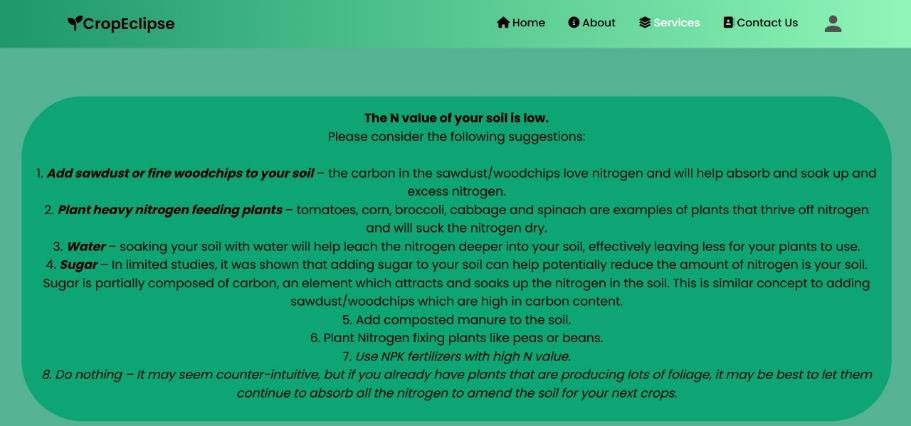 CropEclipse
Home About Services Contact Us
The N value of your soil is low.
Please consider the following suggestions:
1. Add sawdust or fine woodchips to your soil – the carbon in the sawdust/woodchips love nitrogen and will help absorb and soak up and
excess nitrogen.
2. Plant heavy nitrogen feeding plants – tomatoes, corn, broccoli, cabbage and spinach are examples of plants that thrive off nitrogen
and will suck the nitrogen dry.
3. Water – soaking your soil with water will help leach the nitrogen deeper into your soil, effectively leaving less for your plants to use.
4. Sugar – In limited studies, it was shown that adding sugar to your soil can help potentially reduce the amount of nitrogen is your soil.
Sugar is partially composed of carbon, an element which attracts and soaks up the nitrogen in the soil. This is similar concept to adding
sawdust/woodchips which are high in carbon content.
5. Add composted manure to the soil.
6. Plant Nitrogen fixing plants like peas or beans.
7. Use NPK fertilizers with high N value.
8. Do nothing – It may seem counter-intuitive, but if you already have plants that are producing lots of foliage, it may be best to let them
continue to absorb all the nitrogen to amend the soil for your next crops.